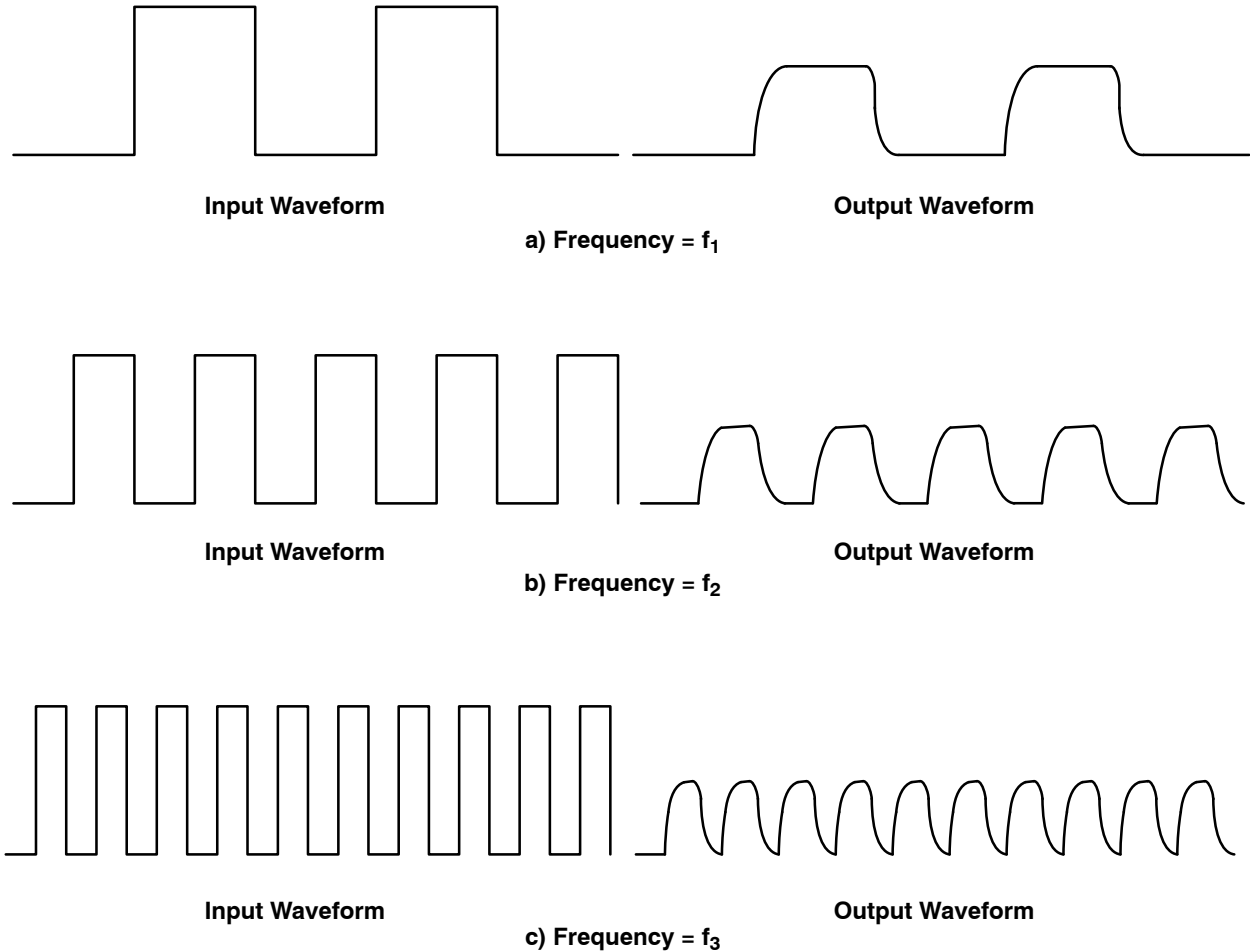 Input Waveform
Output Waveform
a) Frequency = f1
Input Waveform
Output Waveform
b) Frequency = f2
Input Waveform
Output Waveform
c) Frequency = f3